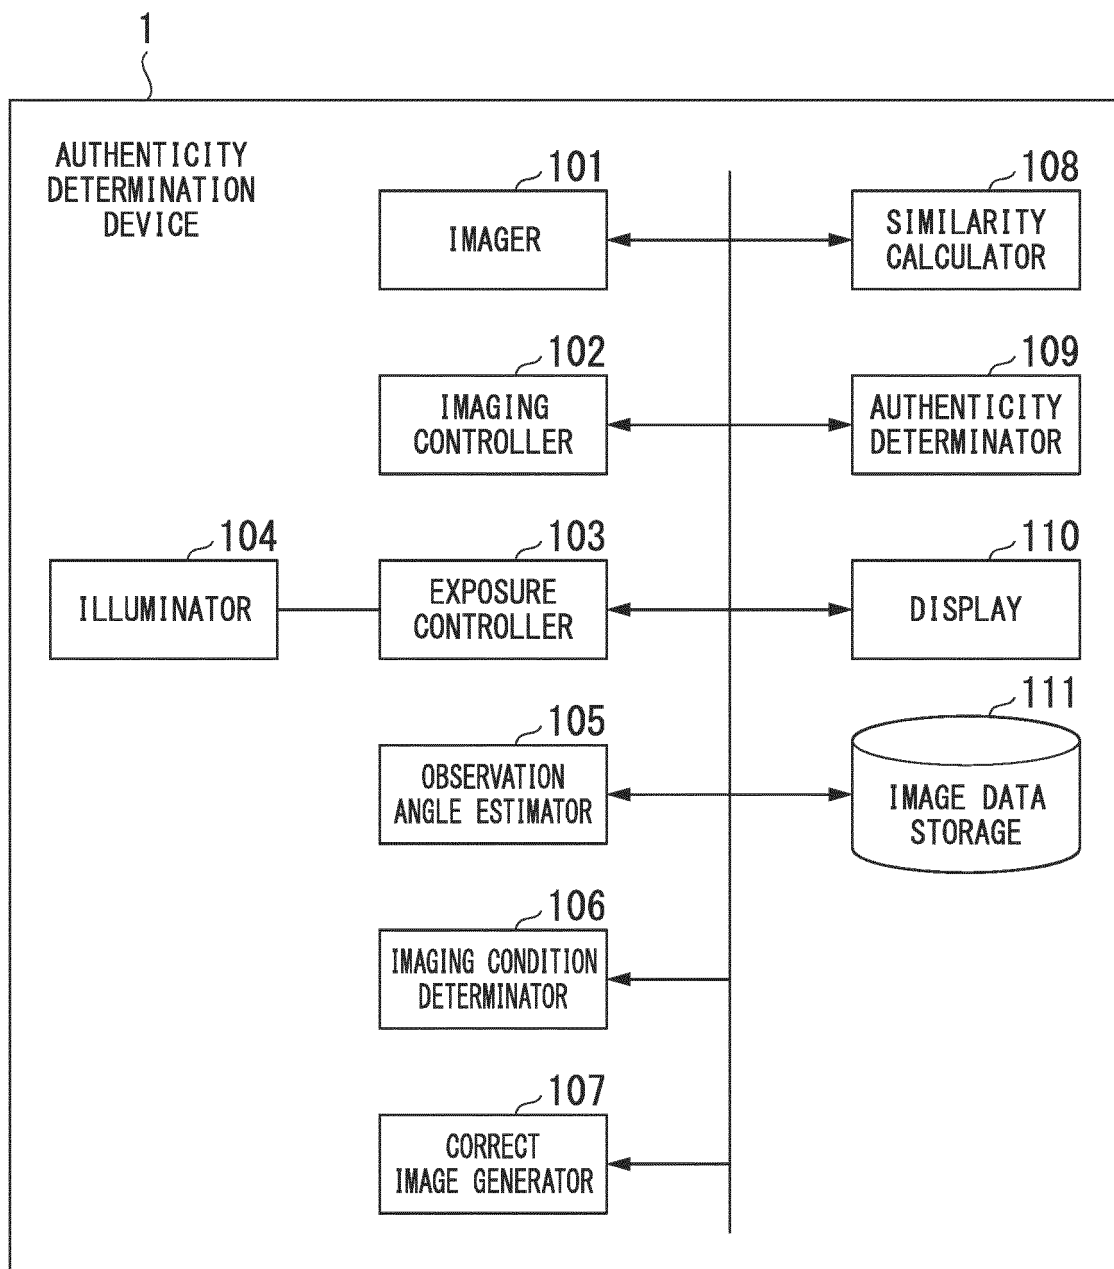 1
AUTHENTICITY
DETERMINATION
DEVICE
101
IMAGER
108
SIMILARITY
CALCULATOR
102
IMAGING
CONTROLLER
109
AUTHENTICITY
DETERMINATOR
104
ILLUMINATOR
103
EXPOSURE
CONTROLLER
110
DISPLAY
105
OBSERVATION
ANGLE ESTIMATOR
111
IMAGE DATA
STORAGE
106
IMAGING CONDITION
DETERMINATOR
107
CORRECT
IMAGE GENERATOR